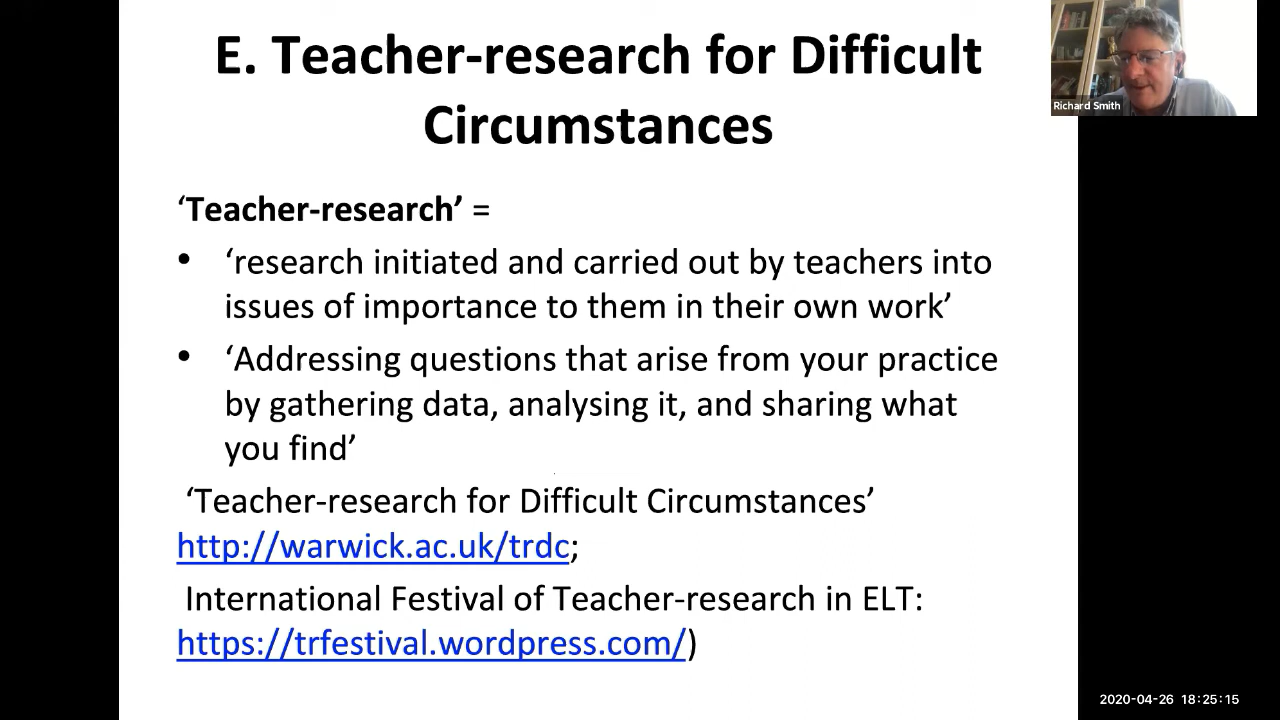 E. Teacher-research for Difficult
Circumstances
Richard Smith
‘Teacher-research’ =
• ‘research initiated and carried out by teachers into
issues of importance to them in their own work’
• ‘Addressing questions that arise from your practice
by gathering data, analysing it, and sharing what
you find’
‘Teacher-research for Difficult Circumstances’
http://warwick.ac.uk/trdc;
International Festival of Teacher-research in ELT:
https://trfestival.wordpress.com/)
2020-04-26 18:25:15